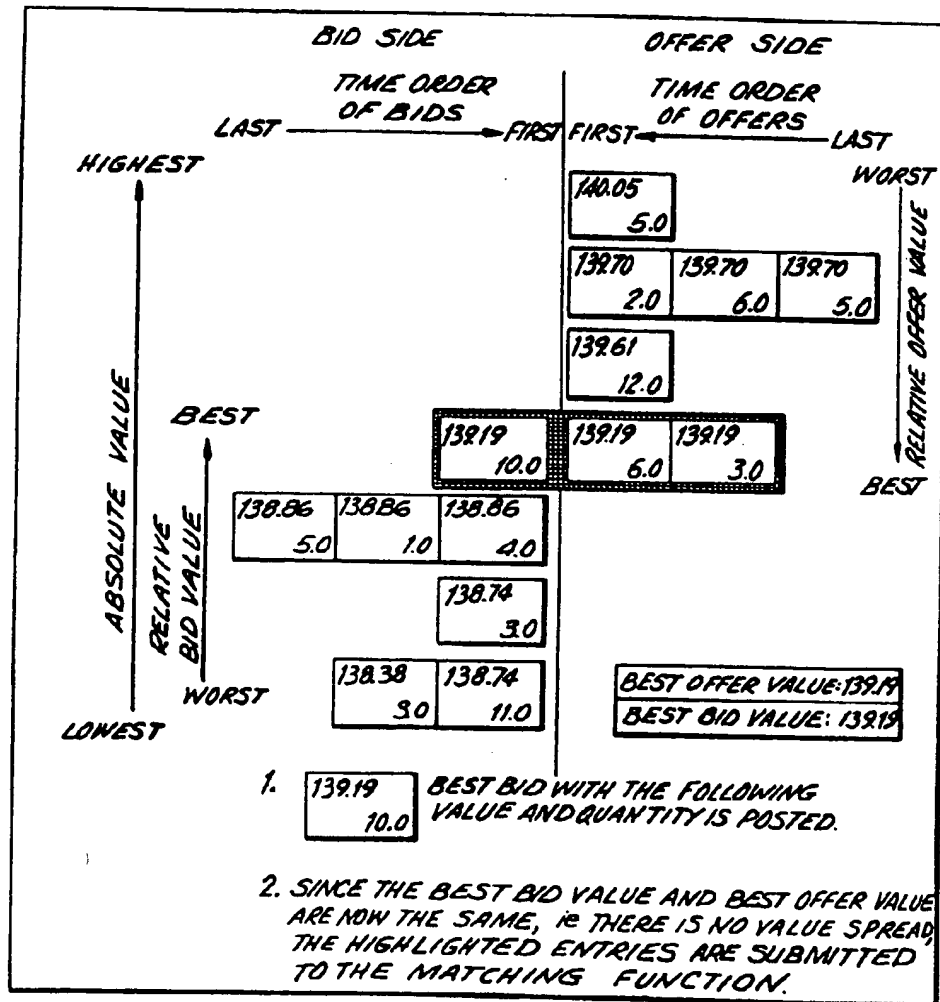 BID SIDE
OFFER SIDE
TIME ORDER
OF BIDS
TIME ORDER
OF OFFERS
LAST
FIRST
FIRST
LAST
HIGHEST
WORST
140.05
5.0
139.70
139.70
139.70
2.0
6.0
5.0
139.61
12.0
RELATIVE OFFER VALUE
ABSOLUTE VALUE
BEST
139.19
139.19
139.19
10.0
6.0
3.0
BEST
138.86
138.86
138.86
5.0
1.0
4.0
RELATIVE
BID VALUE
138.74
3.0
WORST
138.38
138.74
3.0
11.0
LOWEST
BEST OFFER VALUE: 139.19
BEST BID VALUE: 139.19
1. 139.19 BEST BID WITH THE FOLLOWING
10.0 VALUE AND QUANTITY IS POSTED.
2. SINCE THE BEST BID VALUE AND BEST OFFER VALUE
ARE NOW THE SAME, ie THERE IS NO VALUE SPREAD,
THE HIGHLIGHTED ENTRIES ARE SUBMITTED
TO THE MATCHING FUNCTION.